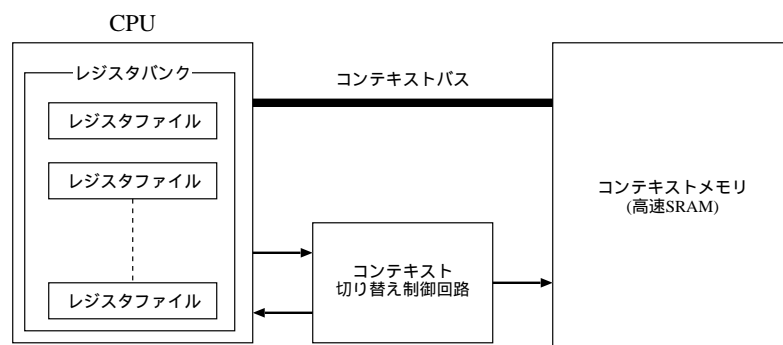 CPU
レジスタバンク
レジスタファイル
レジスタファイル
レジスタファイル
コンテキストバス
コンテキスト
切り替え制御回路
コンテキストメモリ
(高速SRAM)